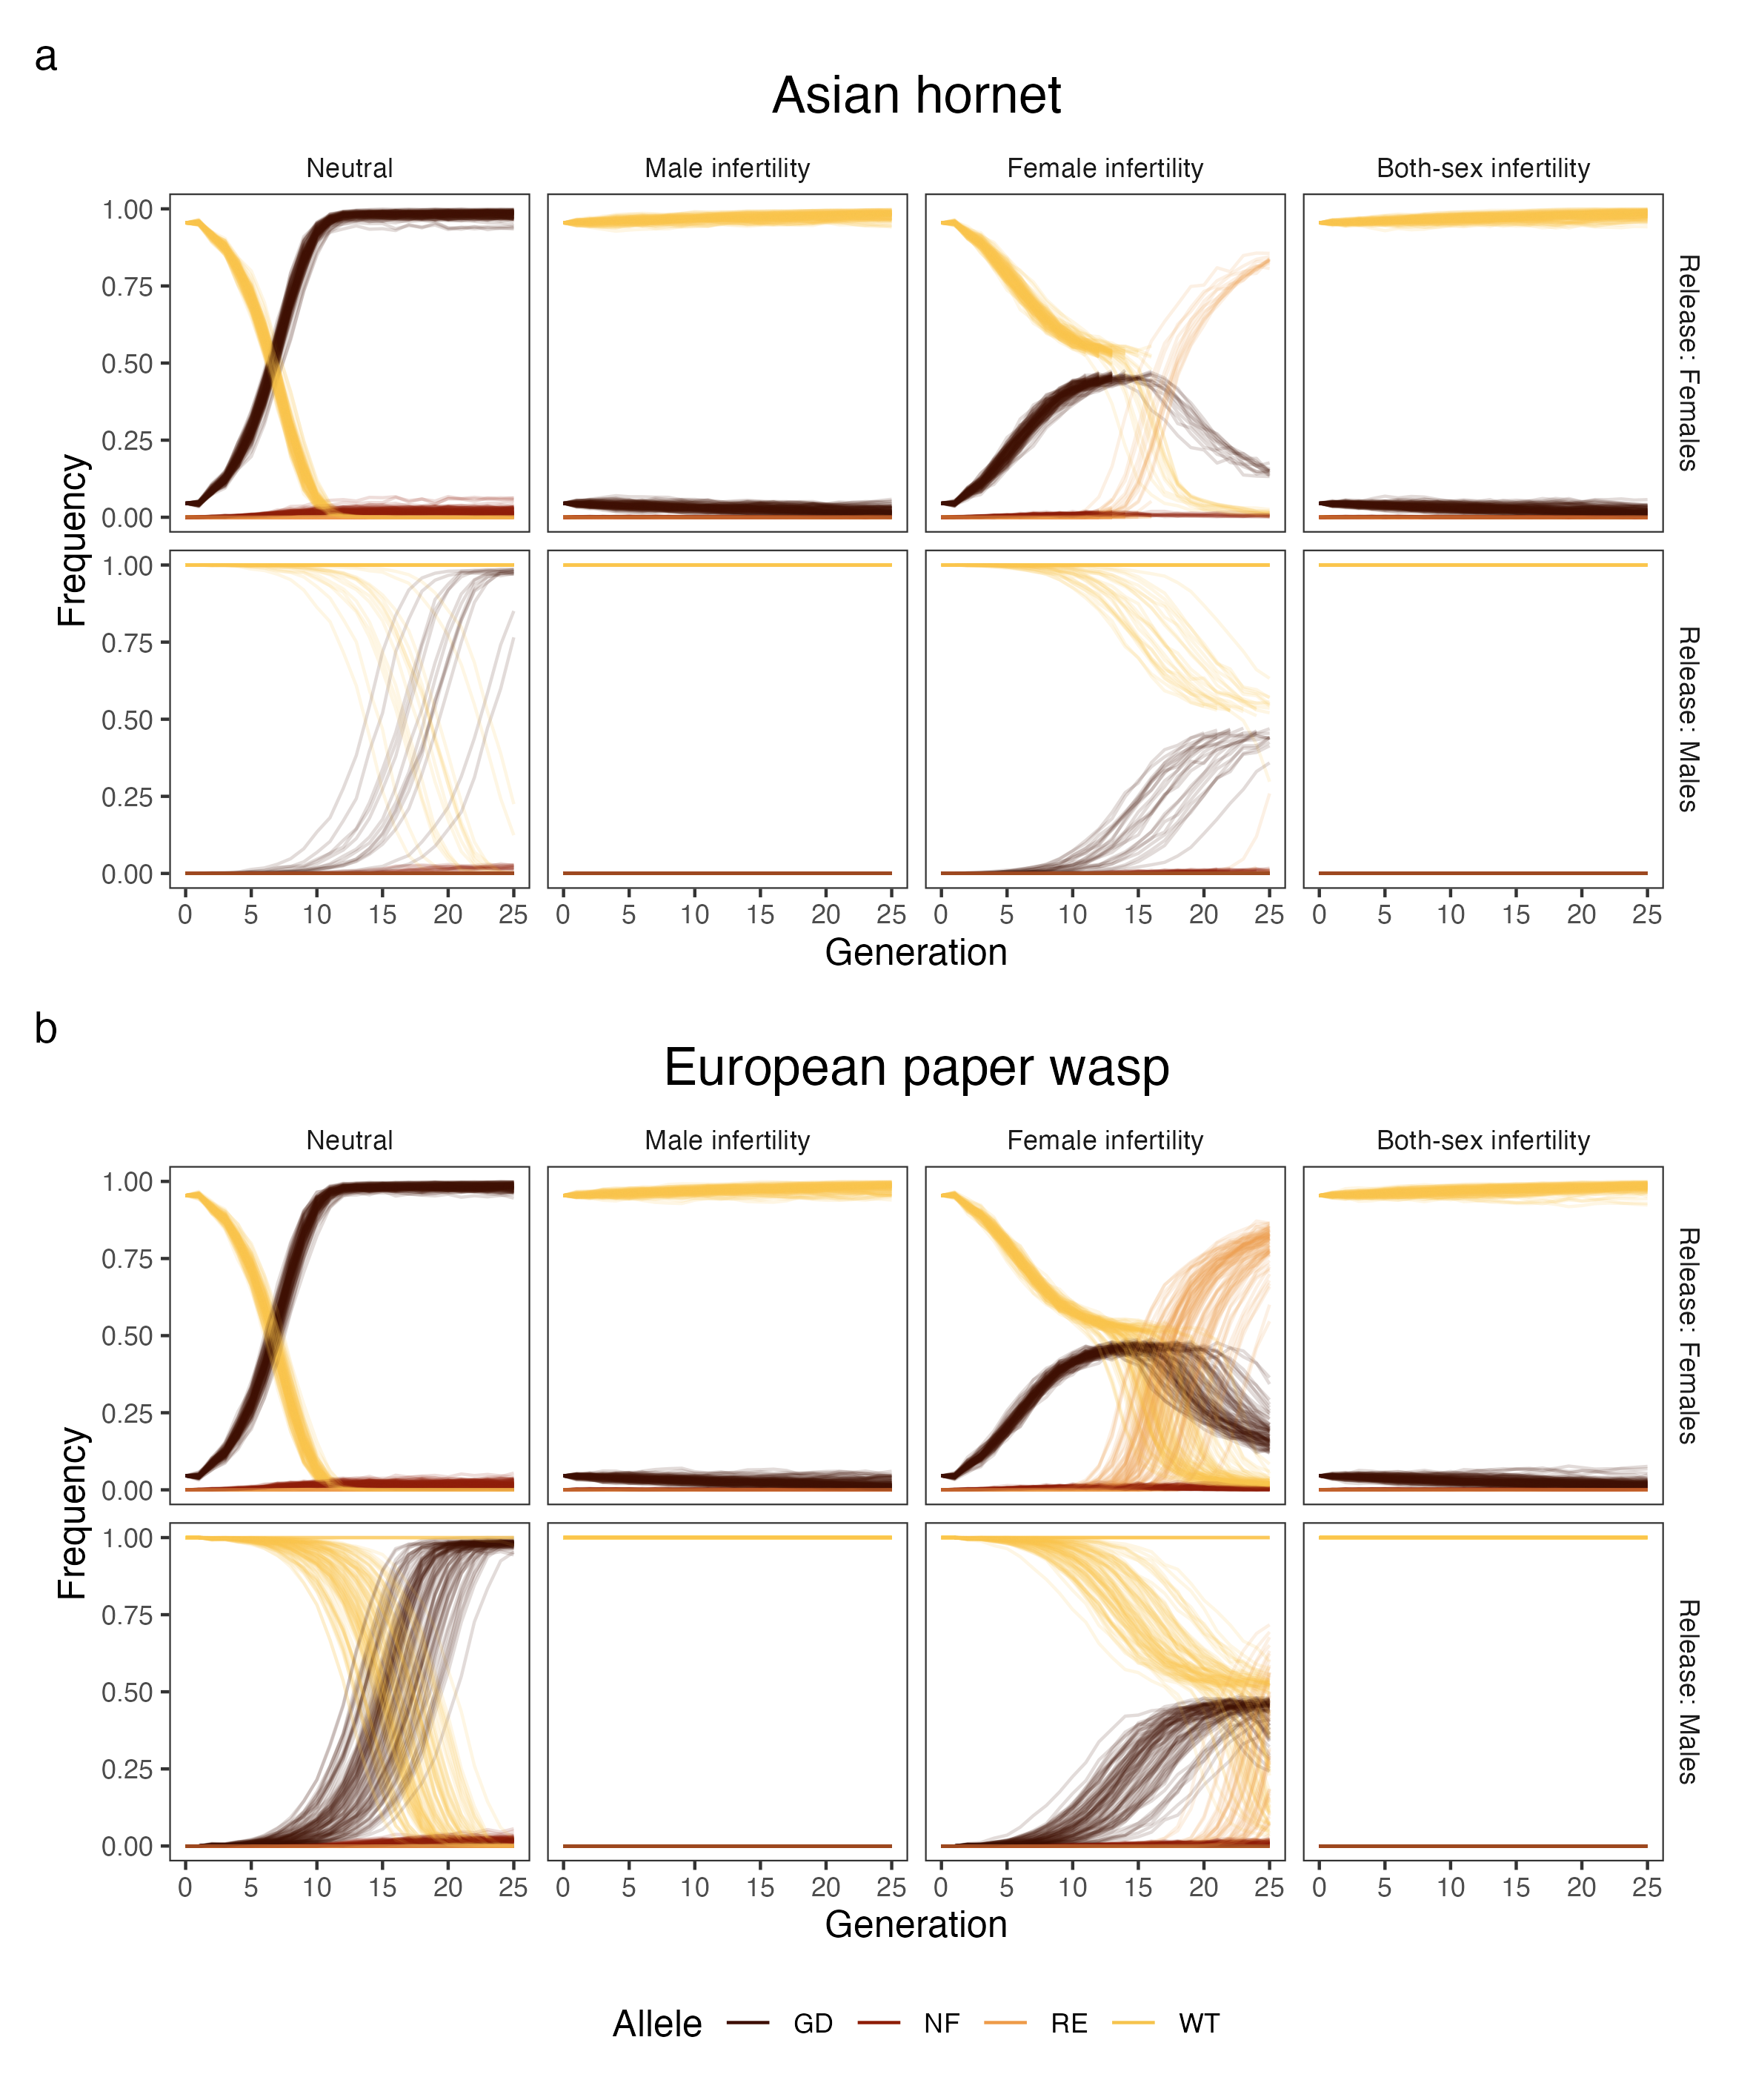 a
Asian hornet
Neutral Male infertility Female infertility Both-sex infertility
Frequency
1.00
0.75
0.50
0.25
0.00
Release: Females
1.00
0.75
0.50
0.25
0.00
Release: Males
0 5 10 15 20 25 0 5 10 15 20 25 0 5 10 15 20 25 0 5 10 15 20 25
Generation
b
European paper wasp
Neutral Male infertility Female infertility Both-sex infertility
Frequency
1.00
0.75
0.50
0.25
0.00
Release: Females
1.00
0.75
0.50
0.25
0.00
Release: Males
0 5 10 15 20 25 0 5 10 15 20 25 0 5 10 15 20 25 0 5 10 15 20 25
Generation
Allele GD NF RE WT